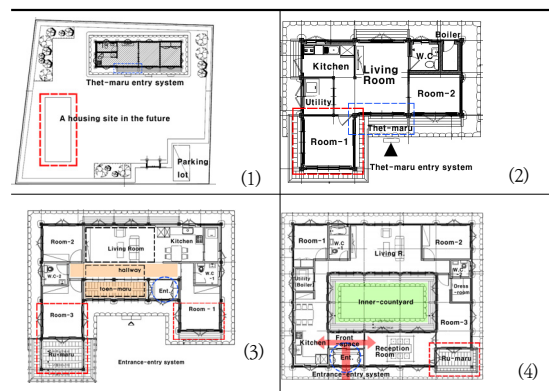 Thet-maru entry system
A housing site in the future
Parking
lot
(1)
Boiler
Kitchen
W.C
Living
Room
Room-2
Utility
Thet-maru
Room-1
Thet-maru entry system
(2)
Room-2
Living Room
Kitchen
hallway
W.C-2
W.C
-1
toen-maru
Ent.
Room-3
Room - 1
Ru-maru
Entrance-entry system
(3)
Room-1
W.C
Living R.
Room-2
Utility
Boiler
W.C
Dress
-room
Inner-countyard
Room-3
Kitchen
Front
-space
Reception
Room
Ent.
Ru-maru
Entrance-entry system
(4)